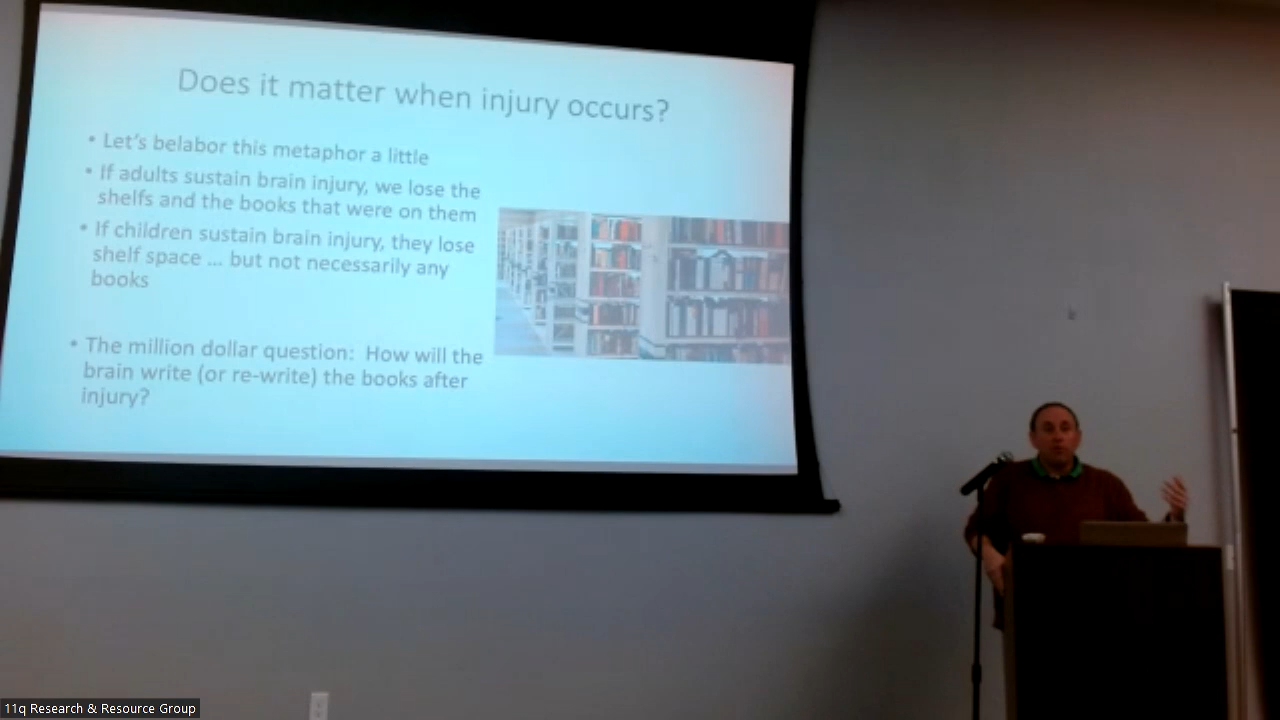 Does it matter when injury occurs?
• Let's belabor this metaphor a little
• If adults sustain brain injury, we lose the
shelfs and the books that were on them
• If children sustain brain injury, they lose
shelf space ... but not necessarily any
books
• The million dollar question: How will the
brain write (or re-write) the books after
injury?
11q Research & Resource Group